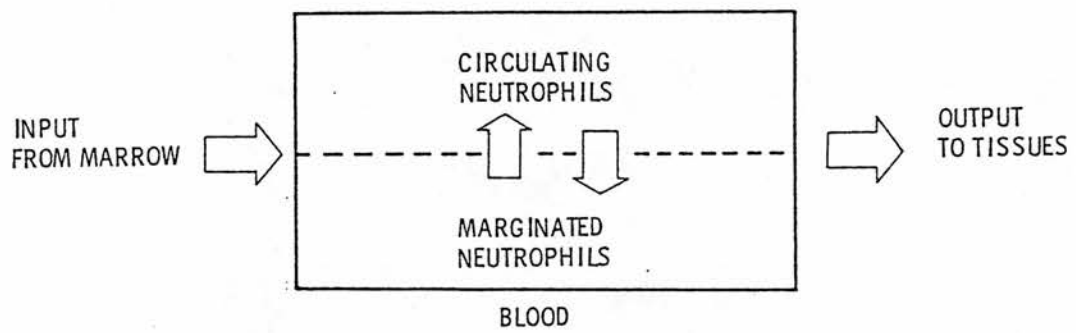 CIRCULATING
NEUTROPHILS
INPUT
FROM MARROW
OUTPUT
TO TISSUES
MARGINATED
NEUTROPHILS
BLOOD